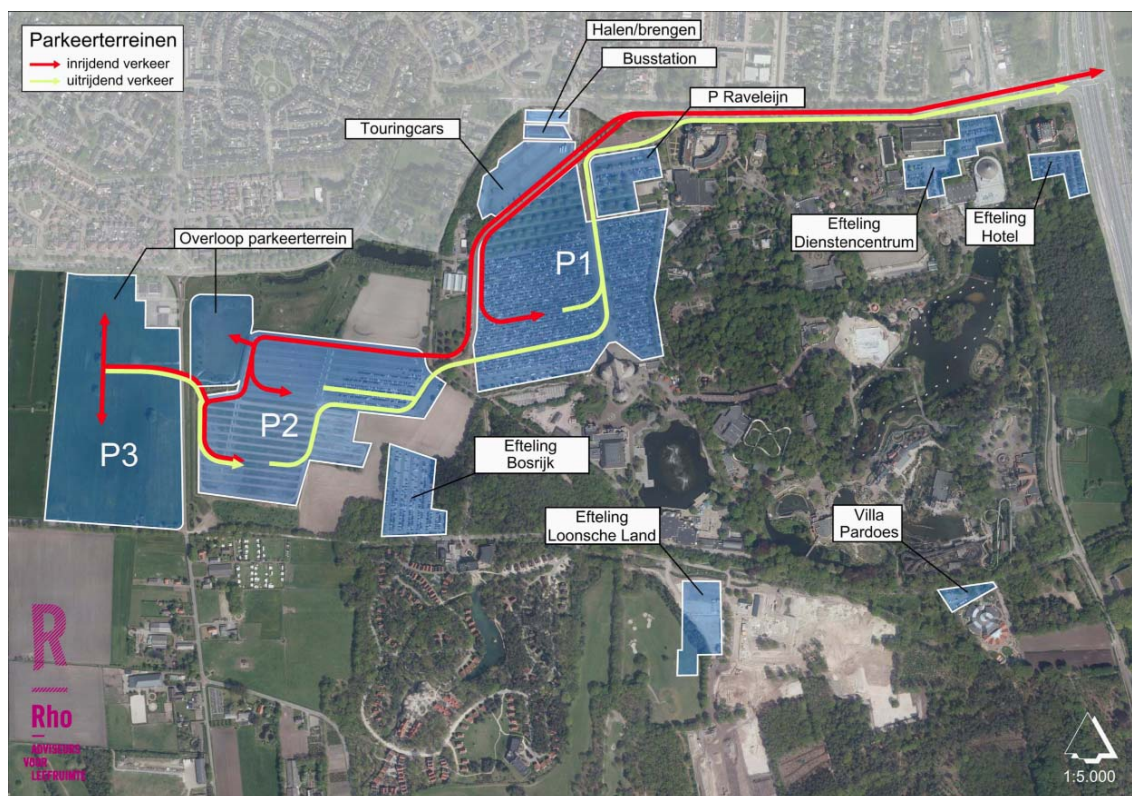 Parkeerterreinen
inrijdend verkeer
uitrijdend verkeer
Halen/brengen
Busstation
P Raveleijn
Touringcars
Efteling
Dienstencentrum
Efteling
Hotel
Overloop parkeerterrein
P1
P2
P3
Efteling
Bosrijk
Efteling
Loonsche Land
Villa
Pardoes
R
Rho
ADVISEURS
VOOR
LEEFRUIMTE
1:5.000